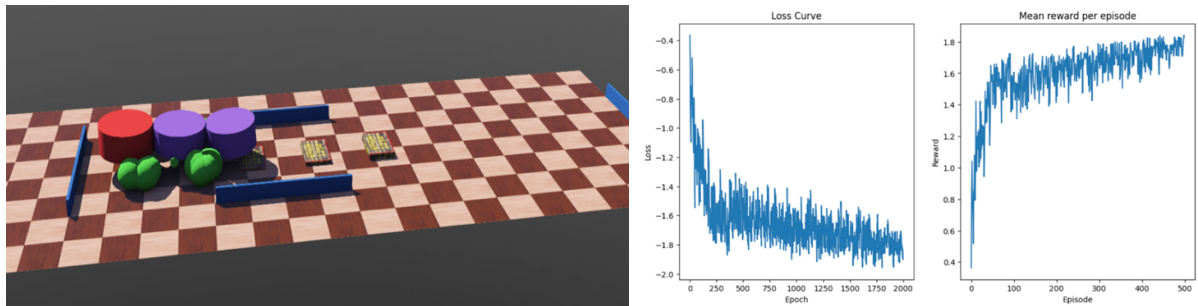 Loss Curve
Loss
−0.4
−0.6
−0.8
−1.0
−1.2
−1.4
−1.6
−1.8
−2.0
0 250 500 750 1000 1250 1500 1750 2000
Epoch
Mean reward per episode
Reward
1.8
1.6
1.4
1.2
1.0
0.8
0.6
0.4
0 100 200 300 400 500
Episode